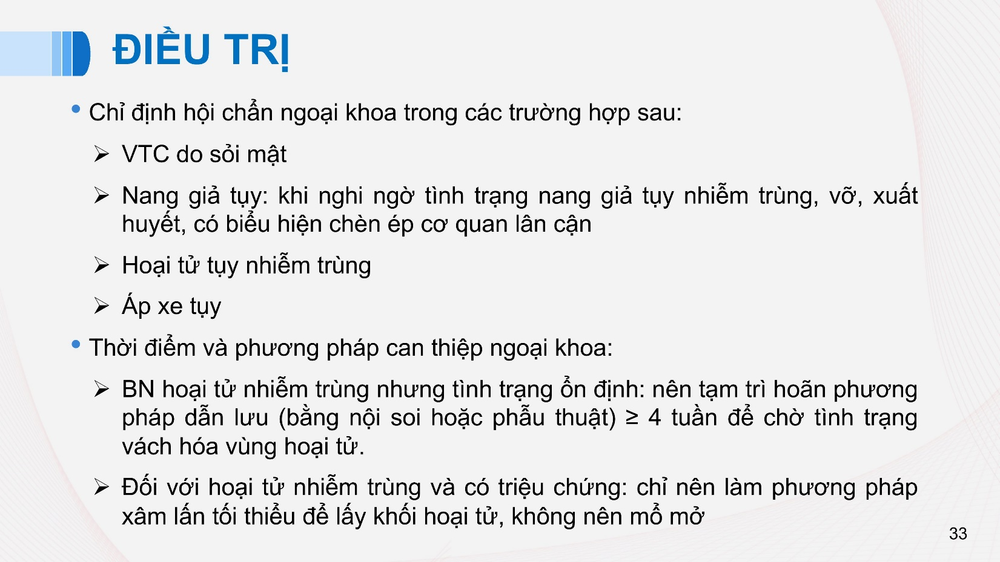 ĐIỀU TRỊ
• Chỉ định hội chẩn ngoại khoa trong các trường hợp sau:
➢ VTC do sỏi mật
➢ Nang giả tụy: khi nghi ngờ tình trạng nang giả tụy nhiễm trùng, vỡ, xuất
huyết, có biểu hiện chèn ép cơ quan lân cận
➢ Hoại tử tụy nhiễm trùng
➢ Áp xe tụy
• Thời điểm và phương pháp can thiệp ngoại khoa:
➢ BN hoại tử nhiễm trùng nhưng tình trạng ổn định: nên tạm trì hoãn phương
pháp dẫn lưu (bằng nội soi hoặc phẫu thuật) ≥ 4 tuần để chờ tình trạng
vách hóa vùng hoại tử.
➢ Đối với hoại tử nhiễm trùng và có triệu chứng: chỉ nên làm phương pháp
xâm lấn tối thiểu để lấy khối hoại tử, không nên mổ mở
33